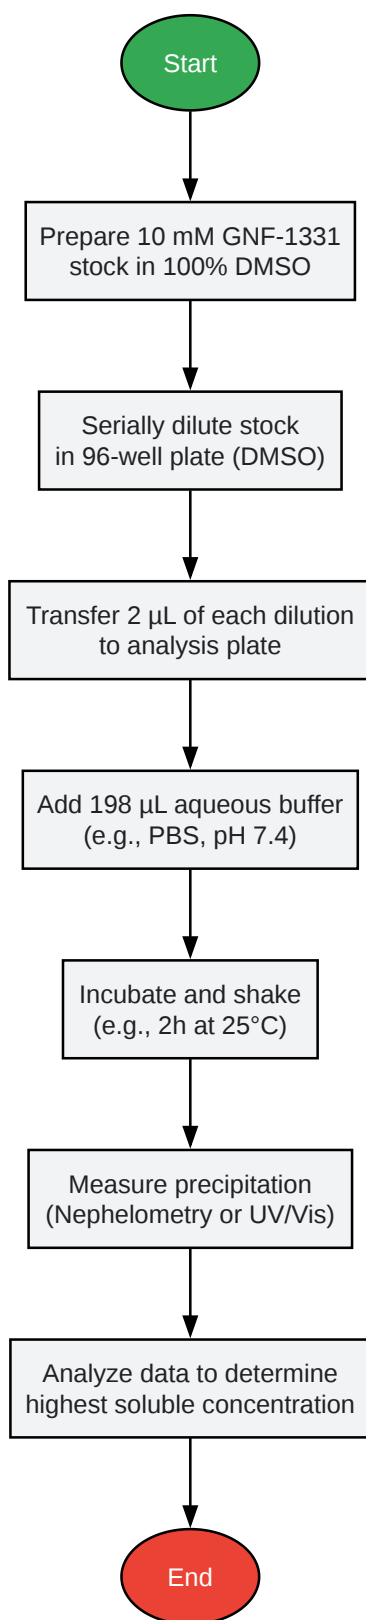 Start
Prepare 10 mM GNF-1331
stock in 100% DMSO
Serially dilute stock
in 96-well plate (DMSO)
Transfer 2 µL of each dilution
to analysis plate
Add 198 µL aqueous buffer
(e.g., PBS, pH 7.4)
Incubate and shake
(e.g., 2h at 25°C)
Measure precipitation
(Nephelometry or UV/Vis)
Analyze data to determine
highest soluble concentration
End